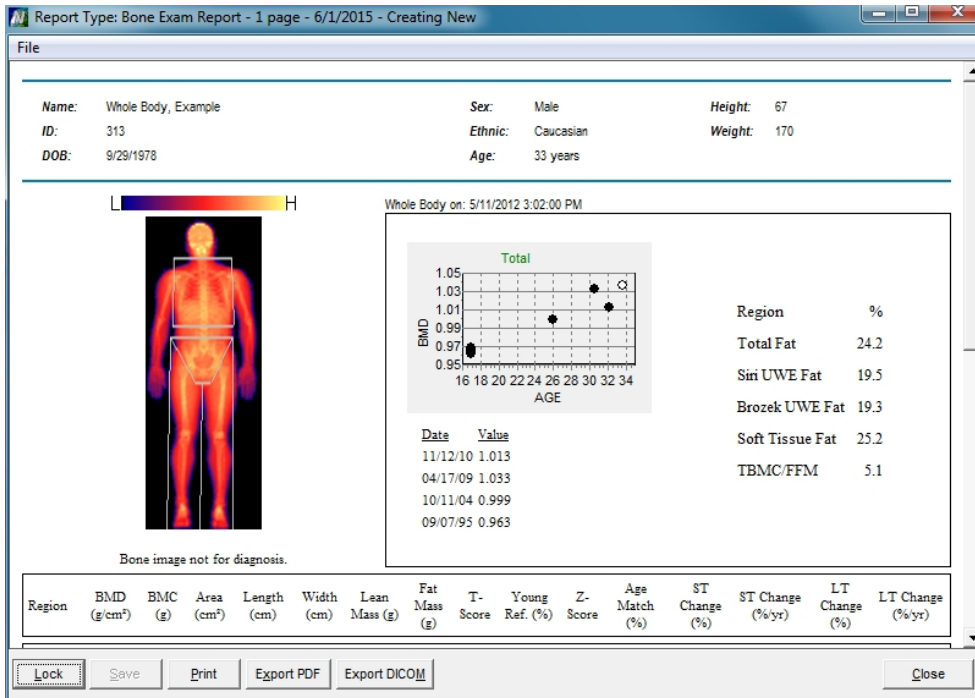 Report Type: Bone Exam Report - 1 page - 6/1/2015 - Creating New
File
Name: Whole Body, Example Sex: Male Height: 67
ID: 313 Ethnic: Caucasian Weight: 170
DOB: 9/29/1978 Age: 33 years
L H
Whole Body on: 5/11/2012 3:02:00 PM
Total
1.05
1.03
1.01
0.99
0.97
0.95
BMD
16 18 20 22 24 26 28 30 32 34
AGE
Date Value
11/12/10 1.013
04/17/09 1.033
10/11/04 0.999
09/07/95 0.963
Region %
Total Fat 24.2
Siri UWE Fat 19.5
Brozek UWE Fat 19.3
Soft Tissue Fat 25.2
TBMC/FFM 5.1
Bone image not for diagnosis.
Region BMD (g/cm²) BMC (g) Area (cm²) Length (cm) Width (cm) Lean Mass (g) Fat Mass (g) T-Score Young Ref. (%) Z-Score Age Match (%) ST Change (%) ST Change (%/yr) LT Change (%) LT Change (%/yr)
Lock Save Print Export PDF Export DICOM Close